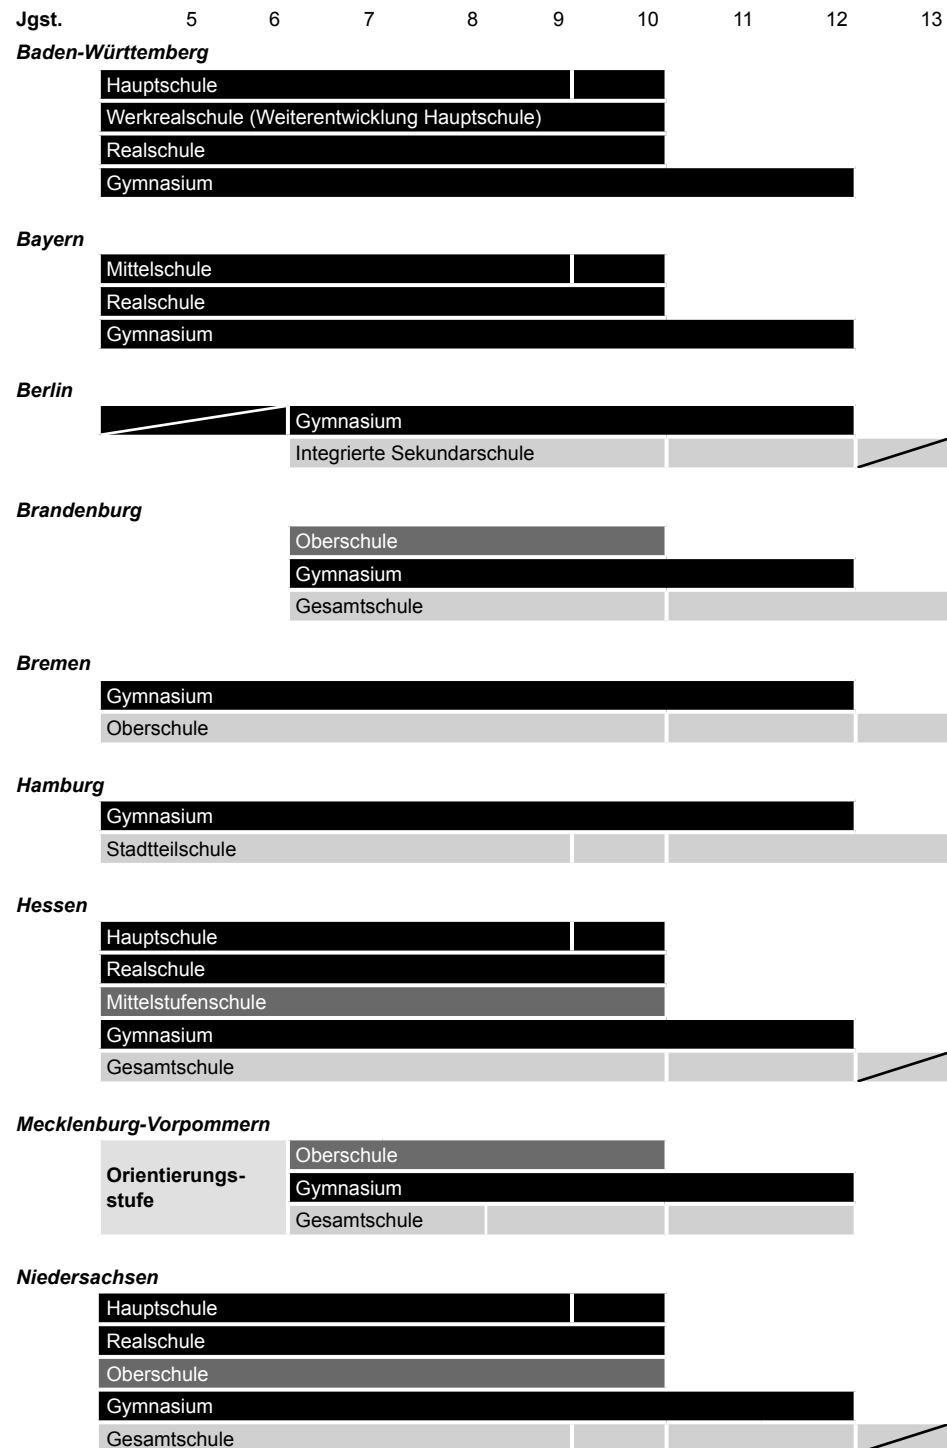 Jgst. 5 6 7 8 9 10 11 12 13
Baden-Württemberg
Hauptschule
Werkrealschule (Weiterentwicklung Hauptschule)
Realschule
Gymnasium
Bayern
Mittelschule
Realschule
Gymnasium
Berlin
Gymnasium
Integrierte Sekundarschule
Brandenburg
Oberschule
Gymnasium
Gesamtschule
Bremen
Gymnasium
Oberschule
Hamburg
Gymnasium
Stadtteilschule
Hessen
Hauptschule
Realschule
Mittelstufenschule
Gymnasium
Gesamtschule
Mecklenburg-Vorpommern
Orientierungs-
stufe
Oberschule
Gymnasium
Gesamtschule
Niedersachsen
Hauptschule
Realschule
Oberschule
Gymnasium
Gesamtschule